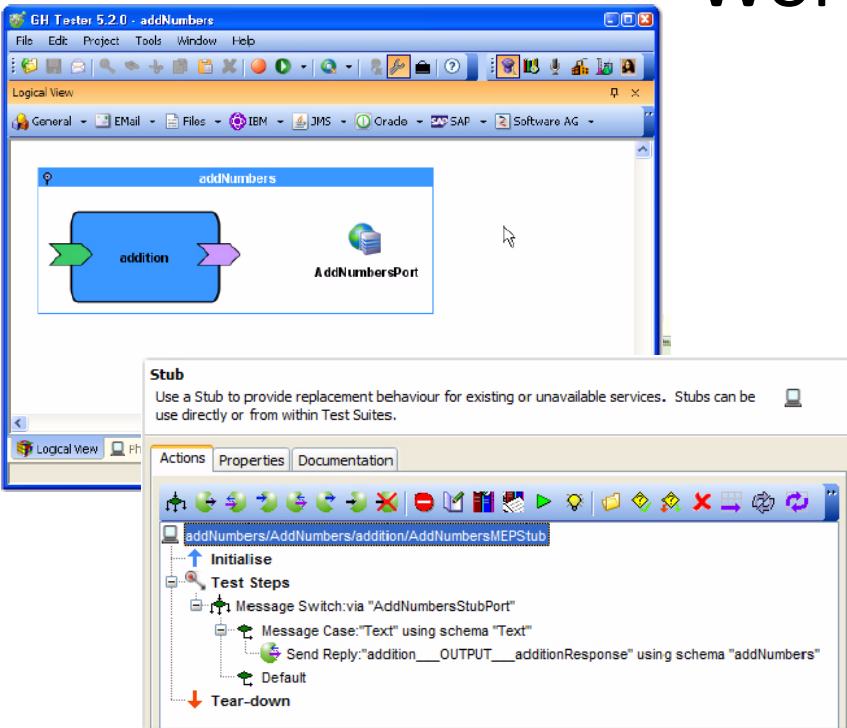 GH Tester 5.2.0 - addNumbers
File Edit Project Tools Window Help
Logical View
General EMail Files IBM JMS Oracle SAP Software AG
addNumbers
addition
AddNumbersPort
Stub
Use a Stub to provide replacement behaviour for existing or unavailable services. Stubs can be
use directly or from within Test Suites.
Logical View Ph
Actions Properties Documentation
addNumbers/AddNumbers/addition/AddNumbersMEPStub
Initialise
Test Steps
Message Switch:via "AddNumbersStubPort"
Message Case:"Text" using schema "Text"
Send Reply:"addition___OUTPUT___additionResponse" using schema "addNumbers"
Default
Tear-down